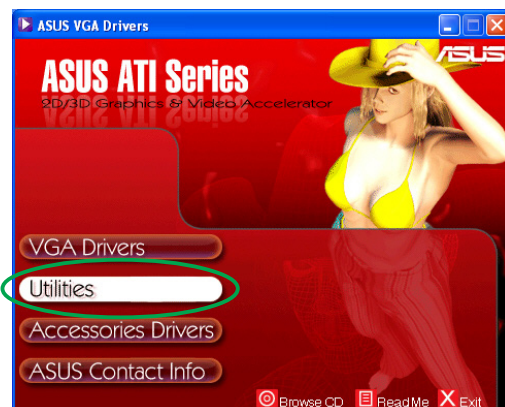 ASUS VGA Drivers
ASUS
ASUS ATI Series
2D/3D Graphics & Video Accelerator
VGA Drivers
Utilities
Accessories Drivers
ASUS Contact Info
Browse CD ReadMe Exit